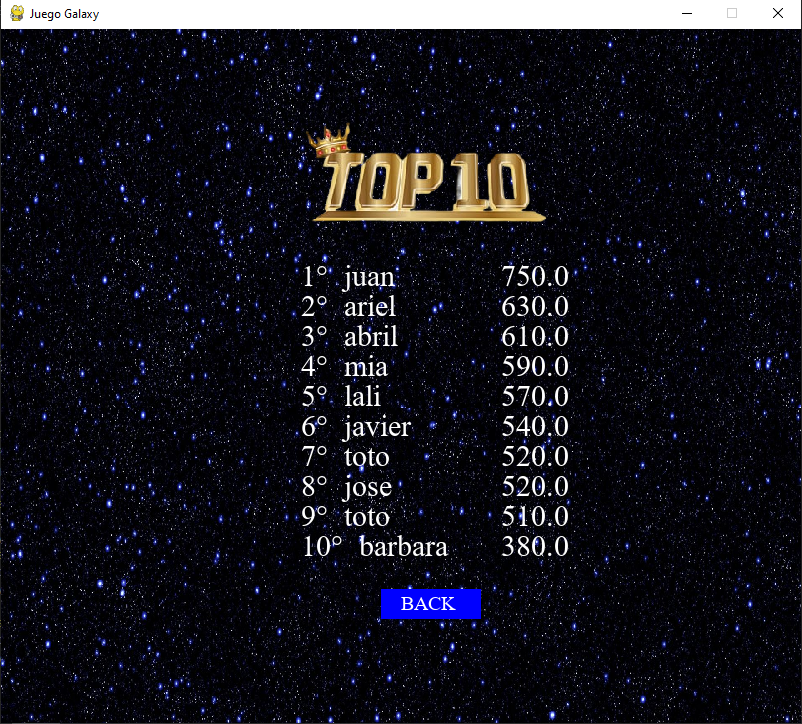 Juego Galaxy
TOP 10
1° juan 750.0
2° ariel 630.0
3° abril 610.0
4° mia 590.0
5° lali 570.0
6° javier 540.0
7° toto 520.0
8° jose 520.0
9° toto 510.0
10° barbara 380.0
BACK